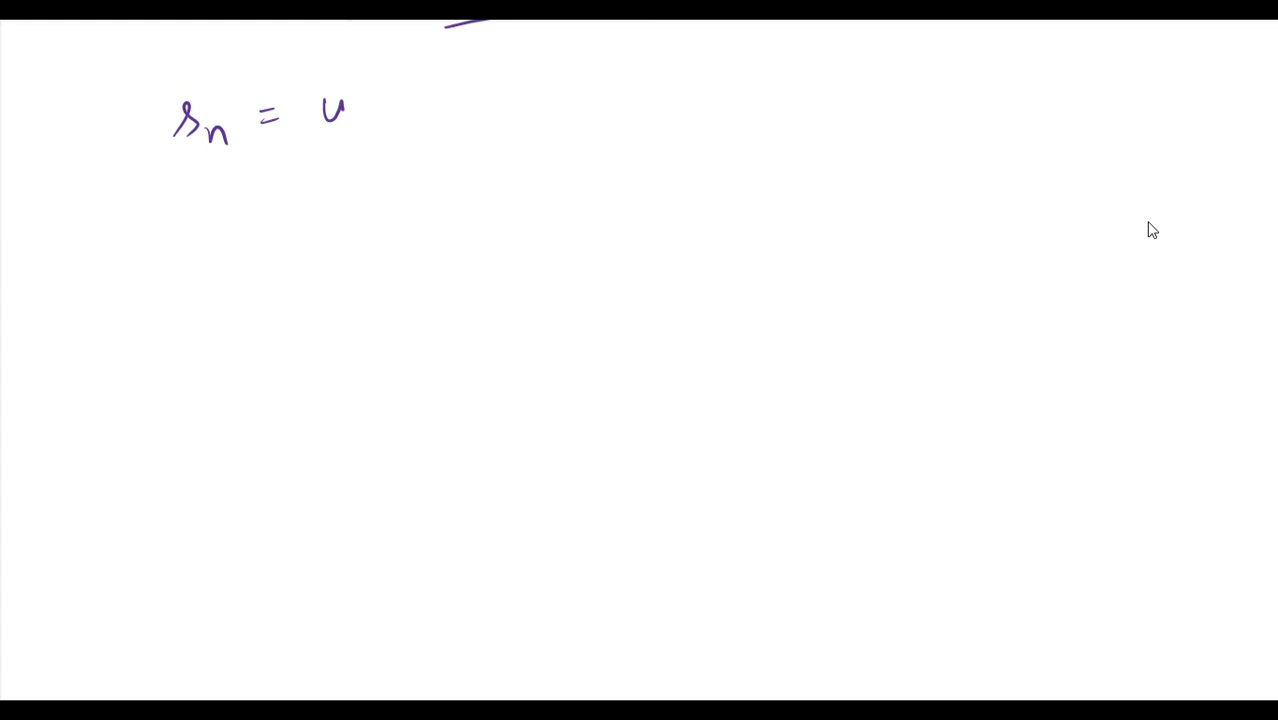 sₙ = u